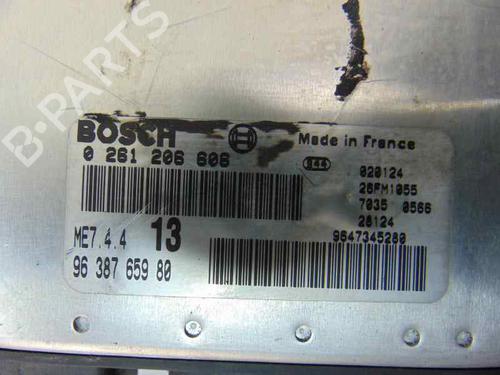 B-PARTS
BOSCH
Made in France
0 261 206 606
844
020124
26FM1055
7035 0566
28124
9647345280
ME7.4.4 13
96 387 659 80